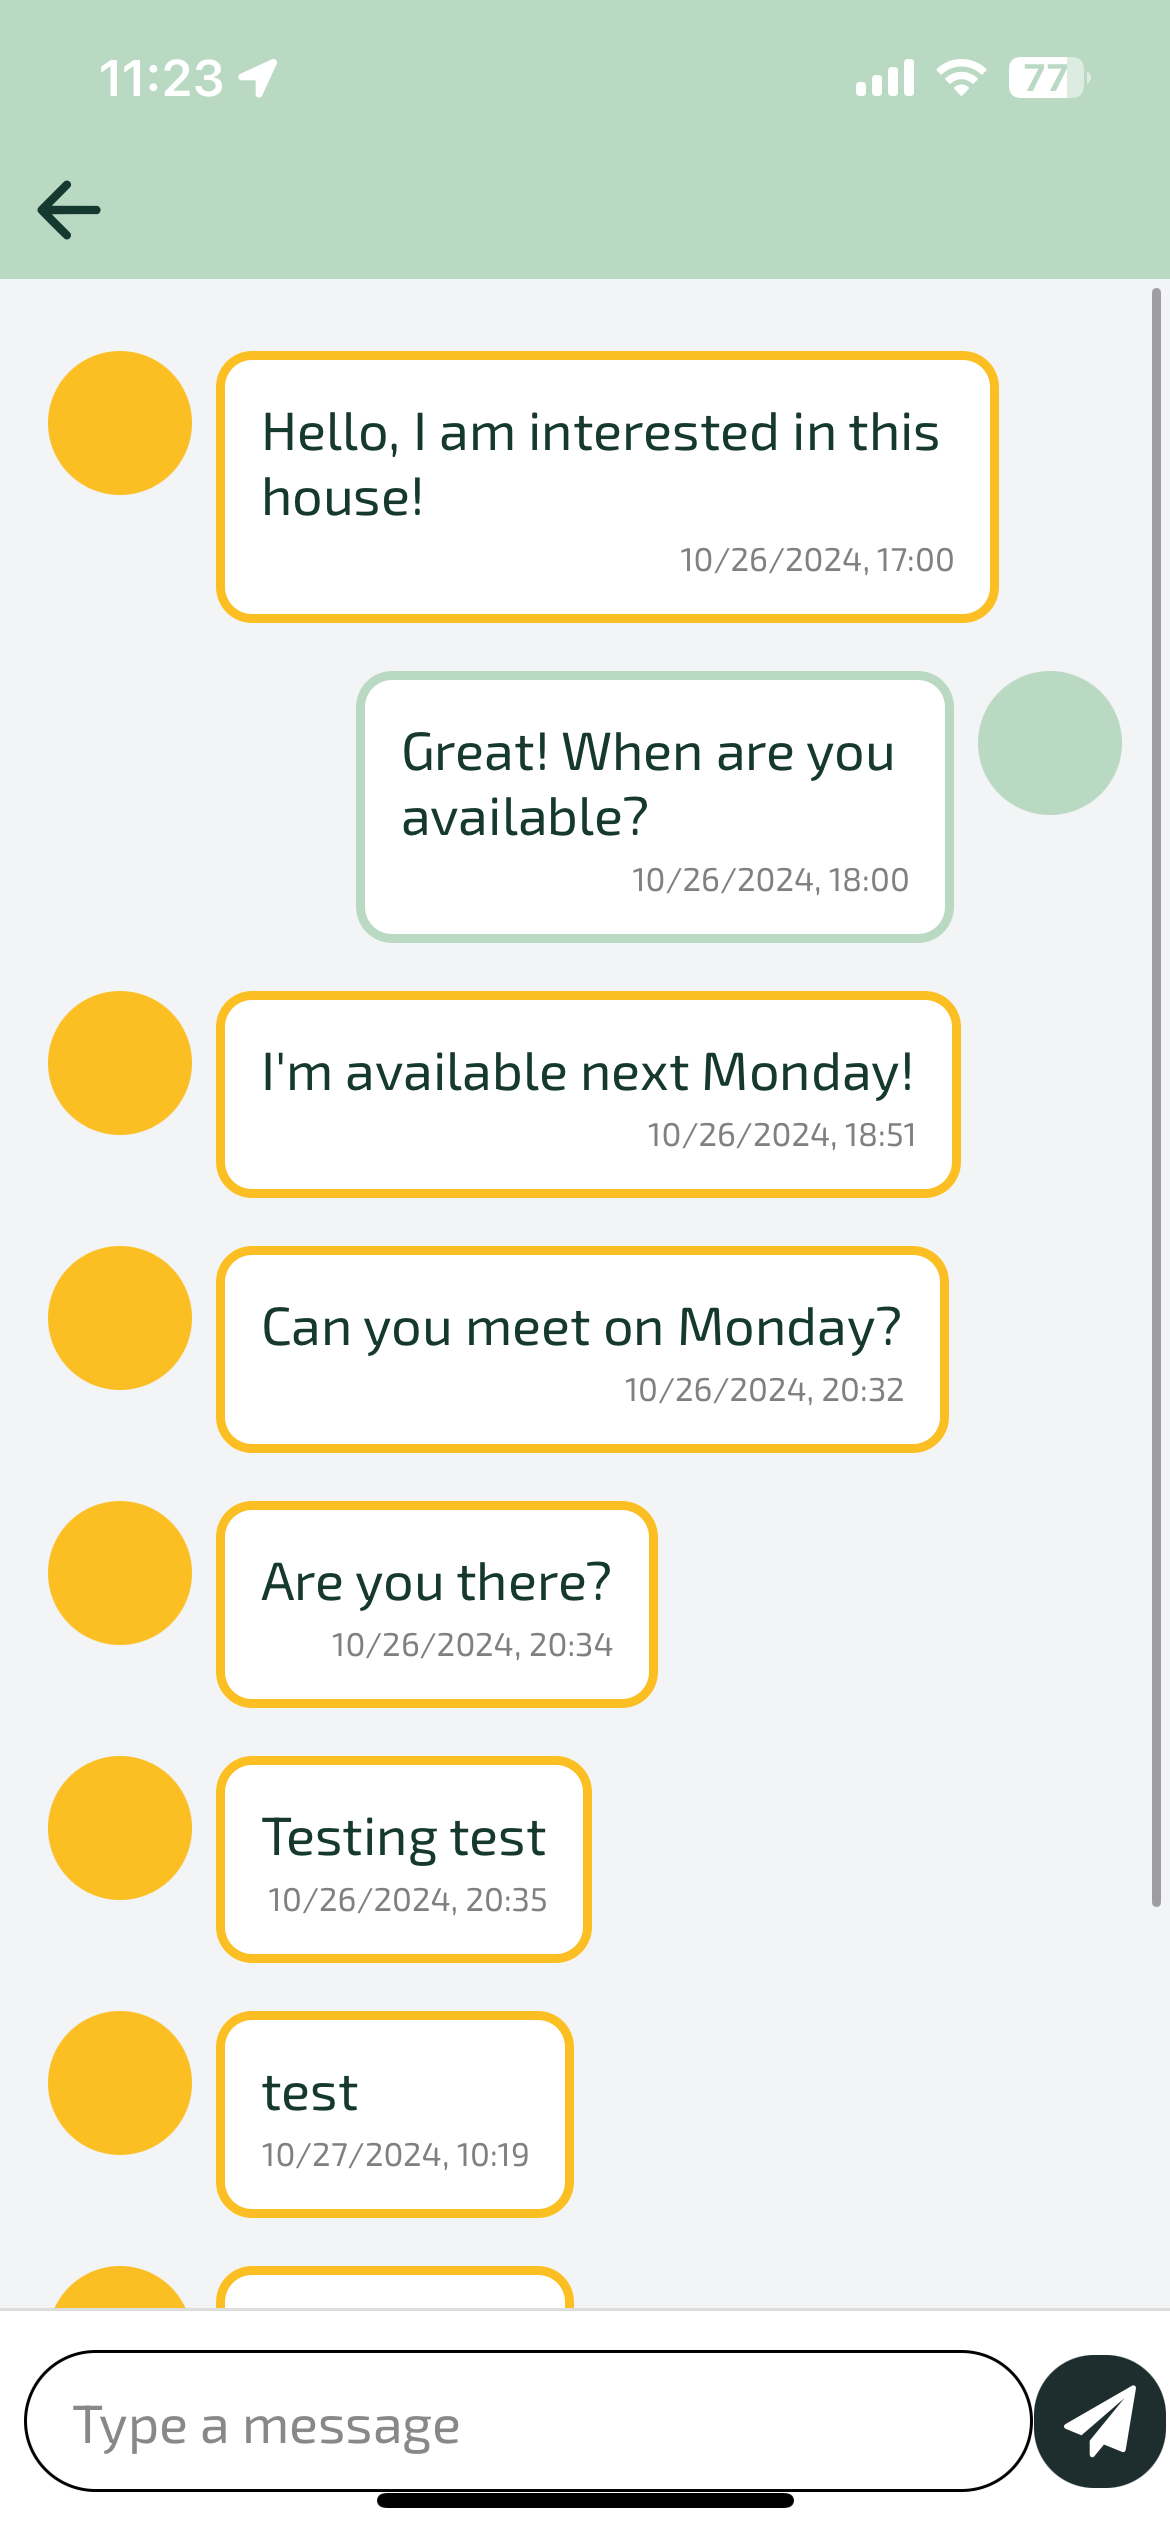 11:23
77
Hello, I am interested in this
house!
10/26/2024, 17:00
Great! When are you
available?
10/26/2024, 18:00
I'm available next Monday!
10/26/2024, 18:51
Can you meet on Monday?
10/26/2024, 20:32
Are you there?
10/26/2024, 20:34
Testing test
10/26/2024, 20:35
test
10/27/2024, 10:19
Type a message